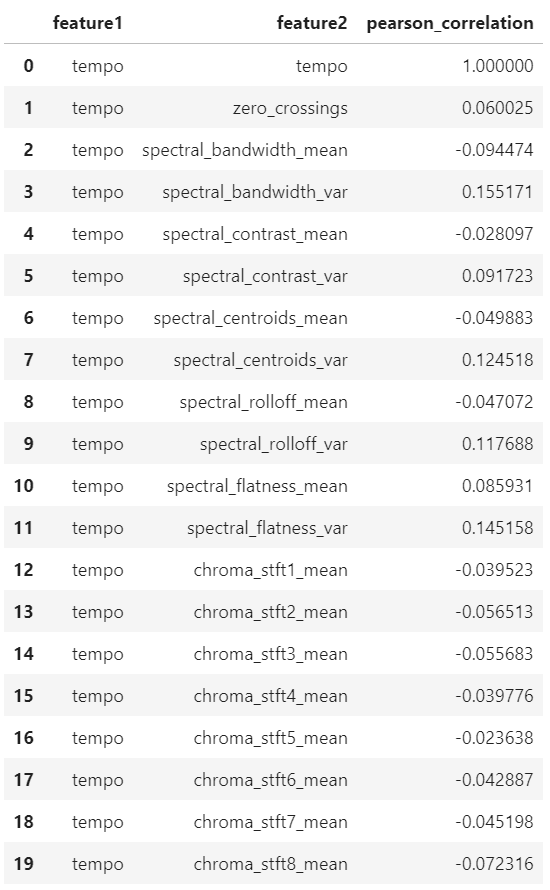 feature1 feature2 pearson_correlation
0 tempo tempo 1.000000
1 tempo zero_crossings 0.060025
2 tempo spectral_bandwidth_mean -0.094474
3 tempo spectral_bandwidth_var 0.155171
4 tempo spectral_contrast_mean -0.028097
5 tempo spectral_contrast_var 0.091723
6 tempo spectral_centroids_mean -0.049883
7 tempo spectral_centroids_var 0.124518
8 tempo spectral_rolloff_mean -0.047072
9 tempo spectral_rolloff_var 0.117688
10 tempo spectral_flatness_mean 0.085931
11 tempo spectral_flatness_var 0.145158
12 tempo chroma_stft1_mean -0.039523
13 tempo chroma_stft2_mean -0.056513
14 tempo chroma_stft3_mean -0.055683
15 tempo chroma_stft4_mean -0.039776
16 tempo chroma_stft5_mean -0.023638
17 tempo chroma_stft6_mean -0.042887
18 tempo chroma_stft7_mean -0.045198
19 tempo chroma_stft8_mean -0.072316